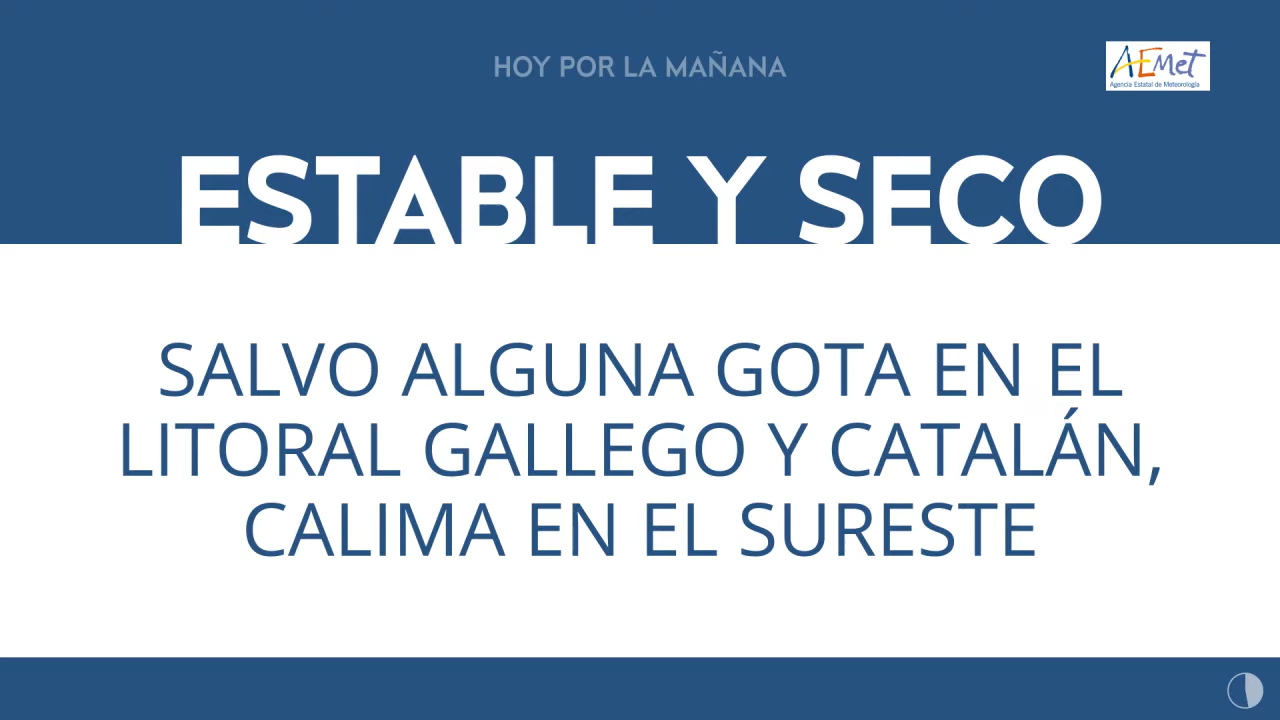 HOY POR LA MAÑANA
AEMet
Agencia Estatal de Meteorología
ESTABLE Y SECO
SALVO ALGUNA GOTA EN EL
LITORAL GALLEGO Y CATALÁN,
CALIMA EN EL SURESTE